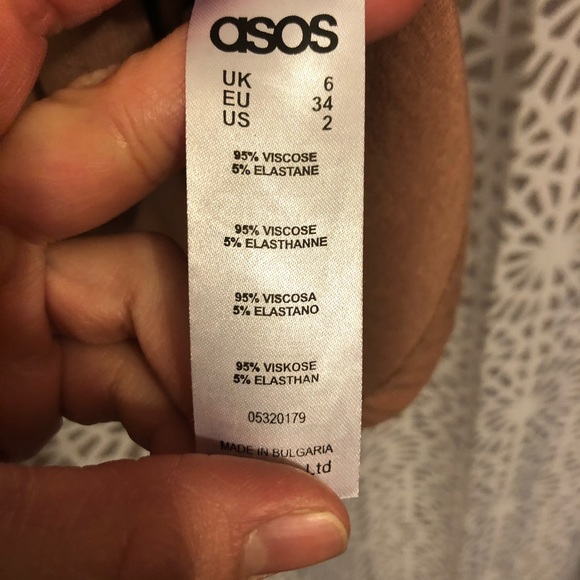 asos
UK 6
EU 34
US 2
95% VISCOSE
5% ELASTANE
95% VISCOSE
5% ELASTHANNE
95% VISCOSA
5% ELASTANO
95% VISKOSE
5% ELASTHAN
05320179
MADE IN BULGARIA
Ltd